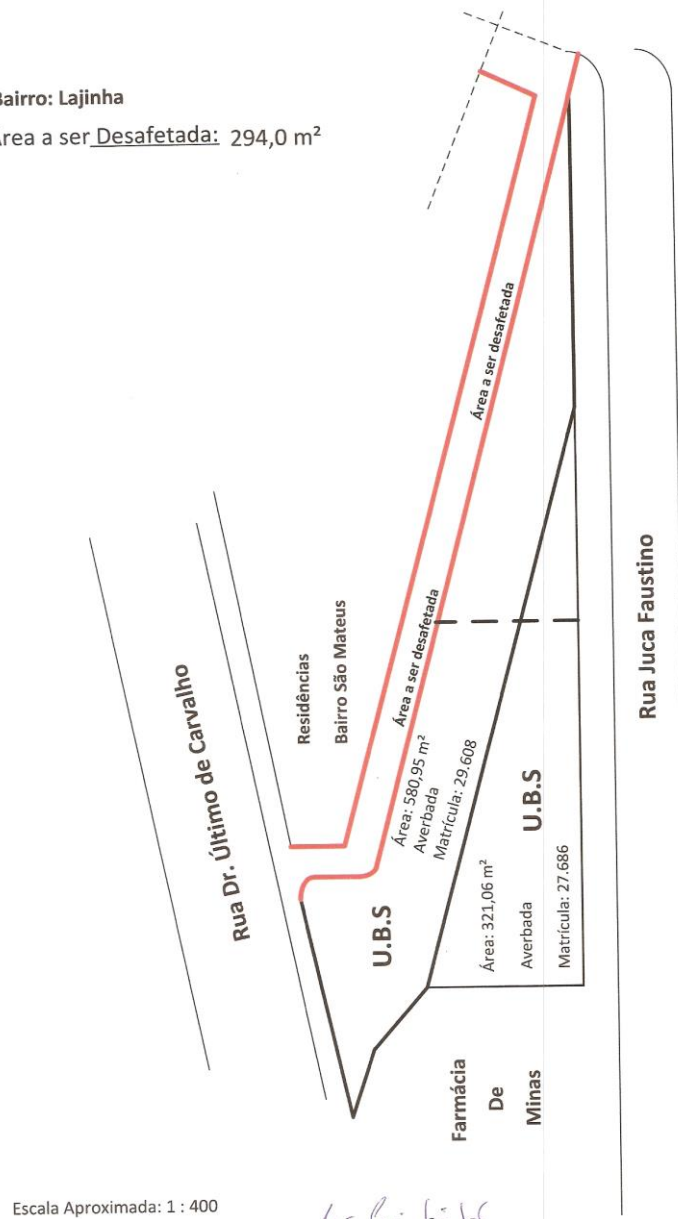 Bairro: Lajinha
Área a ser Desafetada: 294,0 m²
Área a ser desafetada
Área a ser desafetada
Rua Dr. Último de Carvalho
Residências
Bairro São Mateus
Área: 580,95 m²
Averbada
Matrícula: 29.608
U.B.S
Área: 321,06 m²
Averbada
Matrícula: 27.686
U.B.S
Farmácia
De
Minas
Rua Juca Faustino
Escala Aproximada: 1 : 400